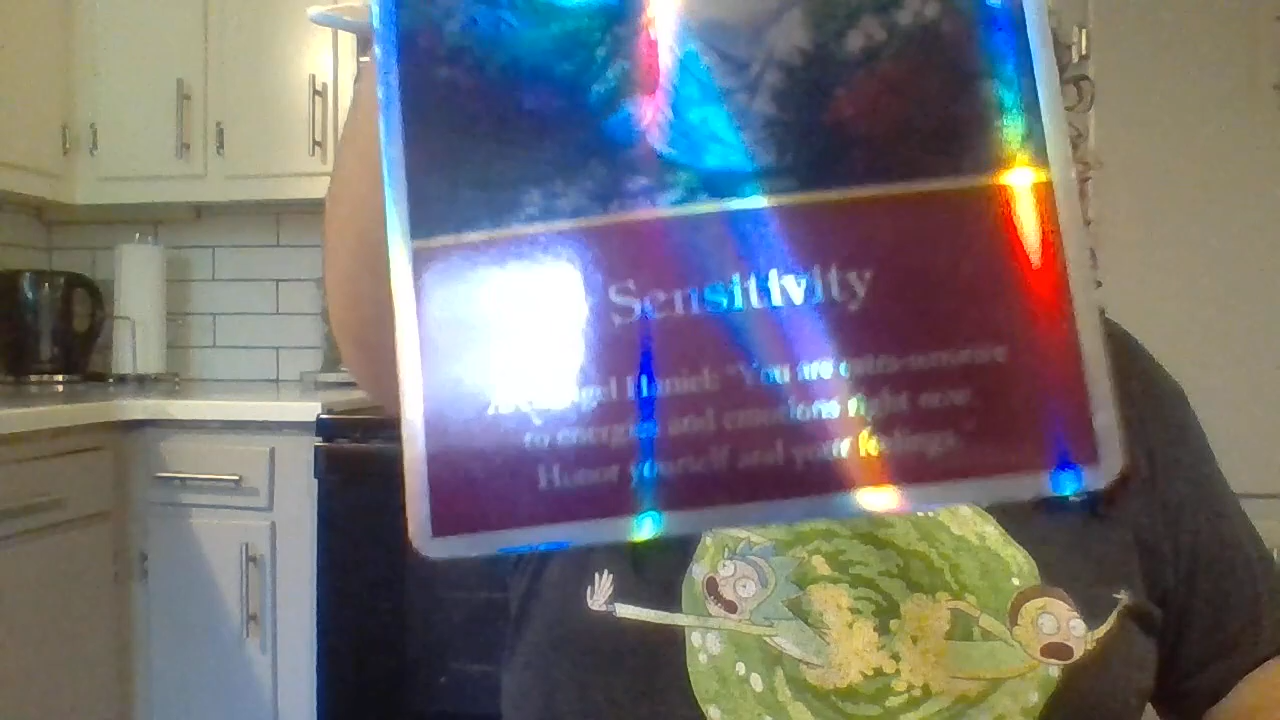 Sensitivity
Archangel Haniel: "You are extra-sensitive
to energies and emotions right now.
Honor yourself and your feelings."